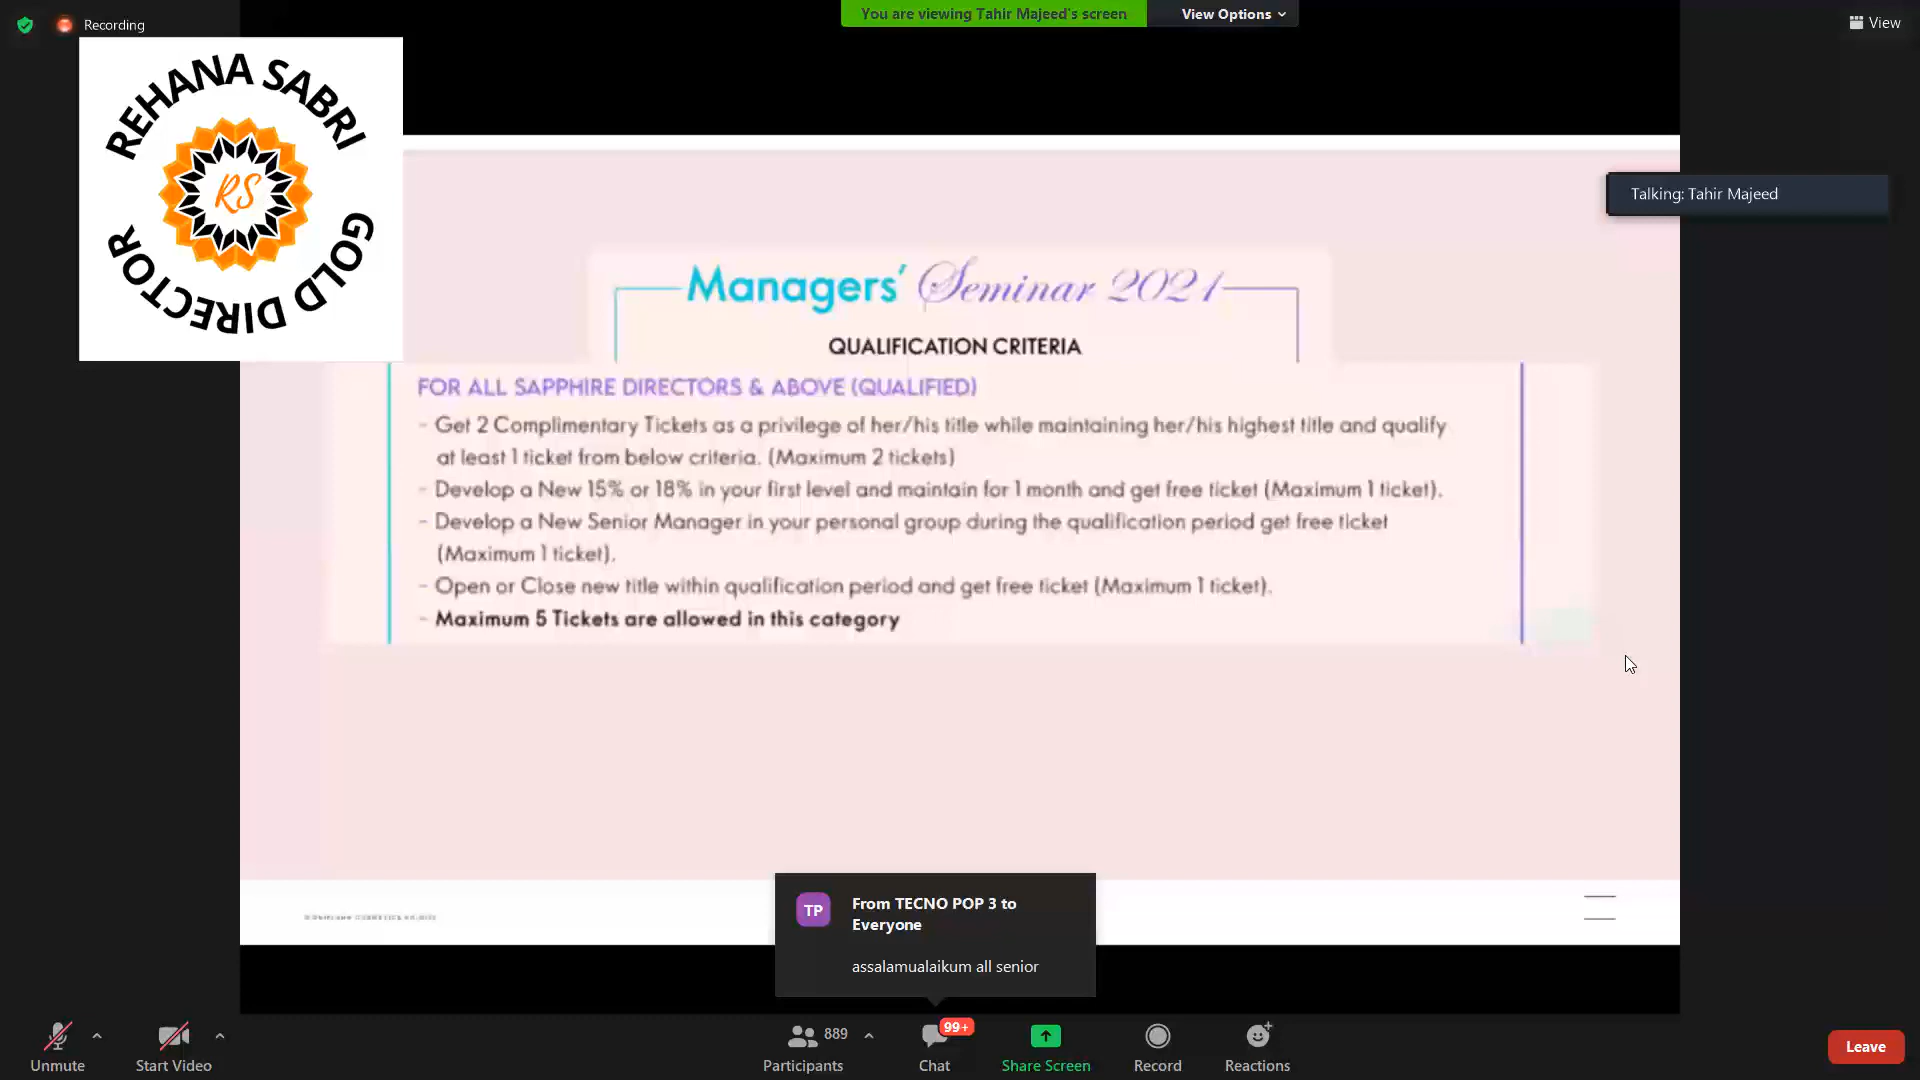 Recording
You are viewing Tahir Majeed's screen
View Options
View
REHANA SABRI
RS
GOLD DIRECTOR
Talking: Tahir Majeed
Managers' Seminar 2021
QUALIFICATION CRITERIA
FOR ALL SAPPHIRE DIRECTORS & ABOVE (QUALIFIED)
- Get 2 Complimentary Tickets as a privilege of her/his title while maintaining her/his highest title and qualify
at least 1 ticket from below criteria. (Maximum 2 tickets)
- Develop a New 15% or 18% in your first level and maintain for 1 month and get free ticket (Maximum 1 ticket).
- Develop a New Senior Manager in your personal group during the qualification period get free ticket
(Maximum 1 ticket).
- Open or Close new title within qualification period and get free ticket (Maximum 1 ticket).
- Maximum 5 Tickets are allowed in this category
TP
From TECNO POP 3 to
Everyone
assalamualaikum all senior
Unmute
Start Video
889
Participants
99+
Chat
Share Screen
Record
Reactions
Leave